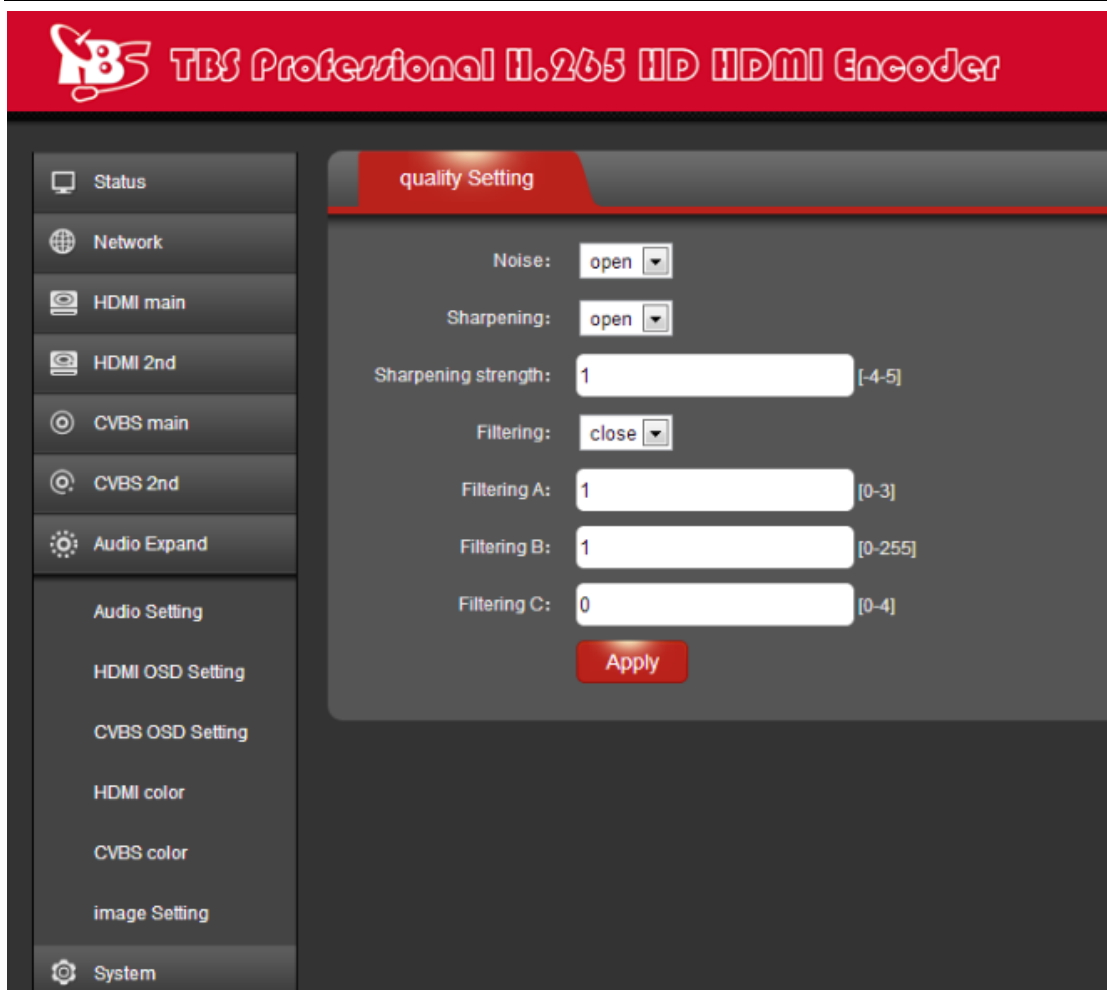 TBS TBS Professional H.265 HD HDMI Encoder
Status
Network
HDMI main
HDMI 2nd
CVBS main
CVBS 2nd
Audio Expand
Audio Setting
HDMI OSD Setting
CVBS OSD Setting
HDMI color
CVBS color
image Setting
System
quality Setting
Noise: open
Sharpening: open
Sharpening strength: 1 [-4-5]
Filtering: close
Filtering A: 1 [0-3]
Filtering B: 1 [0-255]
Filtering C: 0 [0-4]
Apply